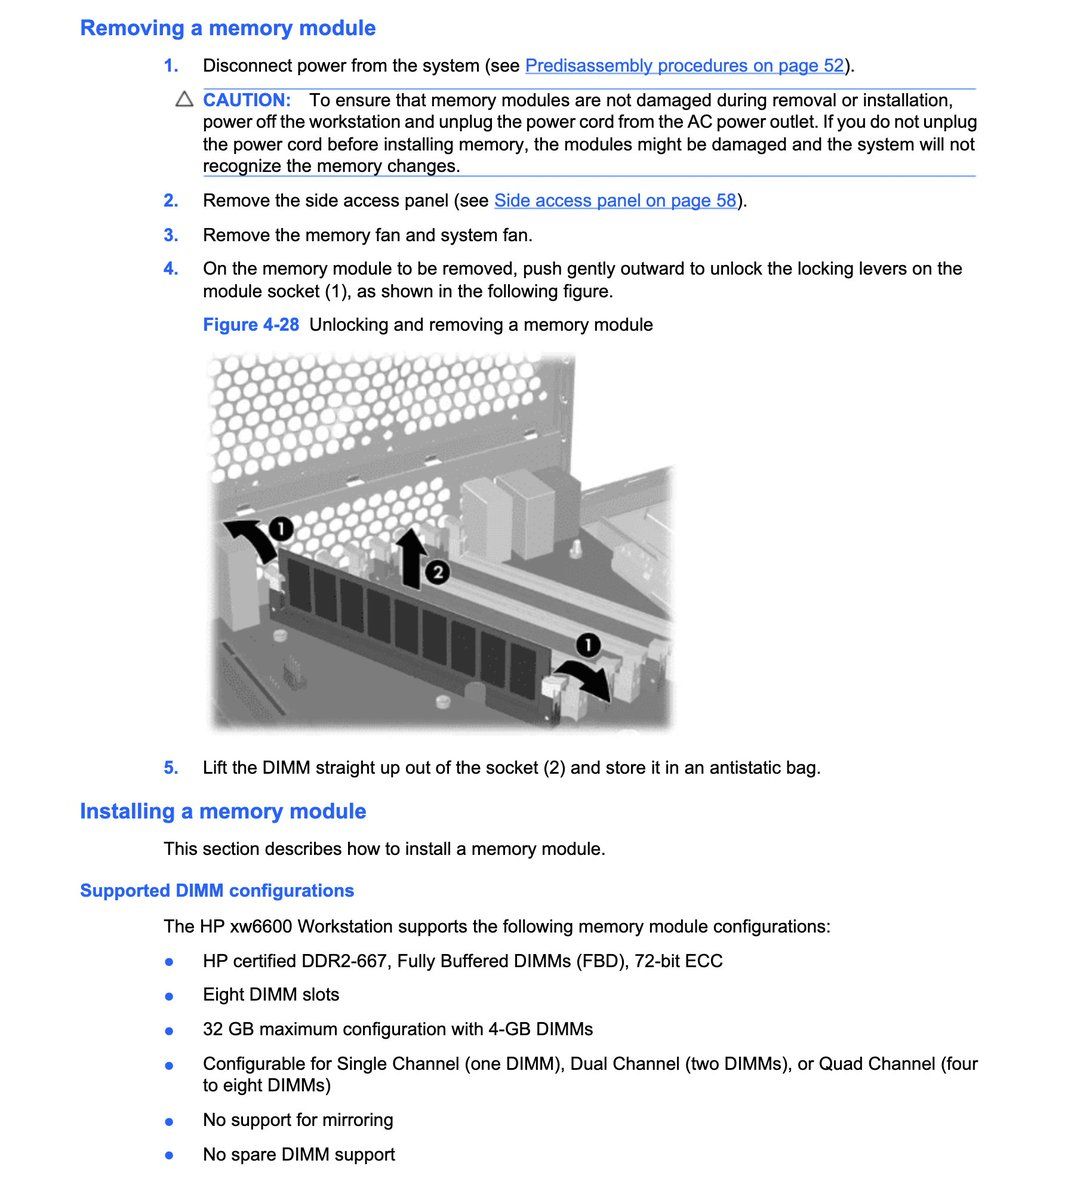 Removing a memory module
1. Disconnect power from the system (see Predisassembly procedures on page 52).
CAUTION: To ensure that memory modules are not damaged during removal or installation,
power off the workstation and unplug the power cord from the AC power outlet. If you do not unplug
the power cord before installing memory, the modules might be damaged and the system will not
recognize the memory changes.
2. Remove the side access panel (see Side access panel on page 58).
3. Remove the memory fan and system fan.
4. On the memory module to be removed, push gently outward to unlock the locking levers on the
module socket (1), as shown in the following figure.
Figure 4-28 Unlocking and removing a memory module
1
2
1
5. Lift the DIMM straight up out of the socket (2) and store it in an antistatic bag.
Installing a memory module
This section describes how to install a memory module.
Supported DIMM configurations
The HP xw6600 Workstation supports the following memory module configurations:
● HP certified DDR2-667, Fully Buffered DIMMs (FBD), 72-bit ECC
● Eight DIMM slots
● 32 GB maximum configuration with 4-GB DIMMs
● Configurable for Single Channel (one DIMM), Dual Channel (two DIMMs), or Quad Channel (four
to eight DIMMs)
● No support for mirroring
● No spare DIMM support